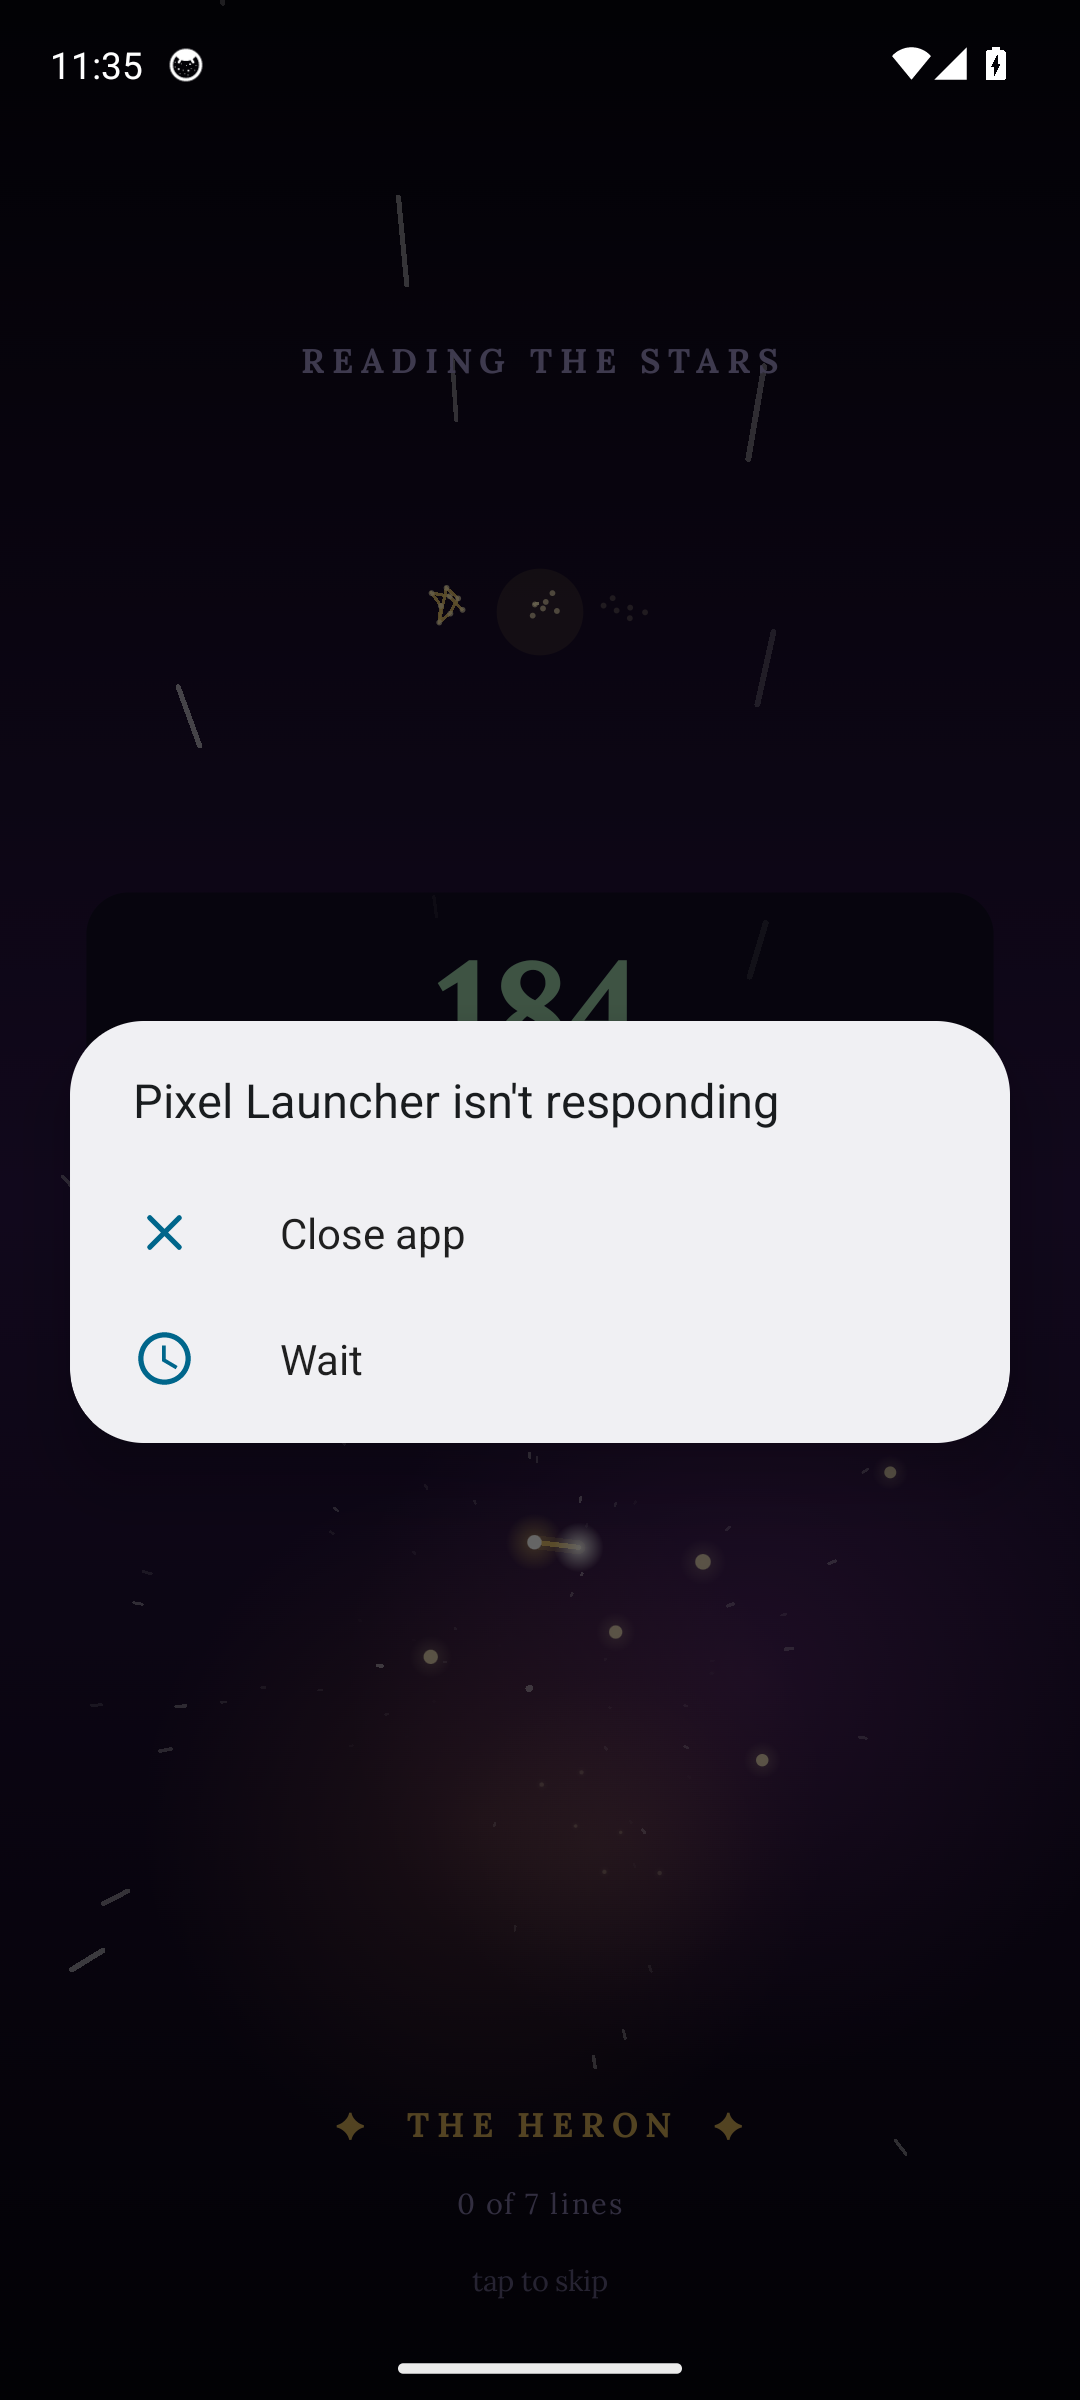 11:35
READING THE STARS
184
Pixel Launcher isn't responding
Close app
Wait
THE HERON
0 of 7 lines
tap to skip